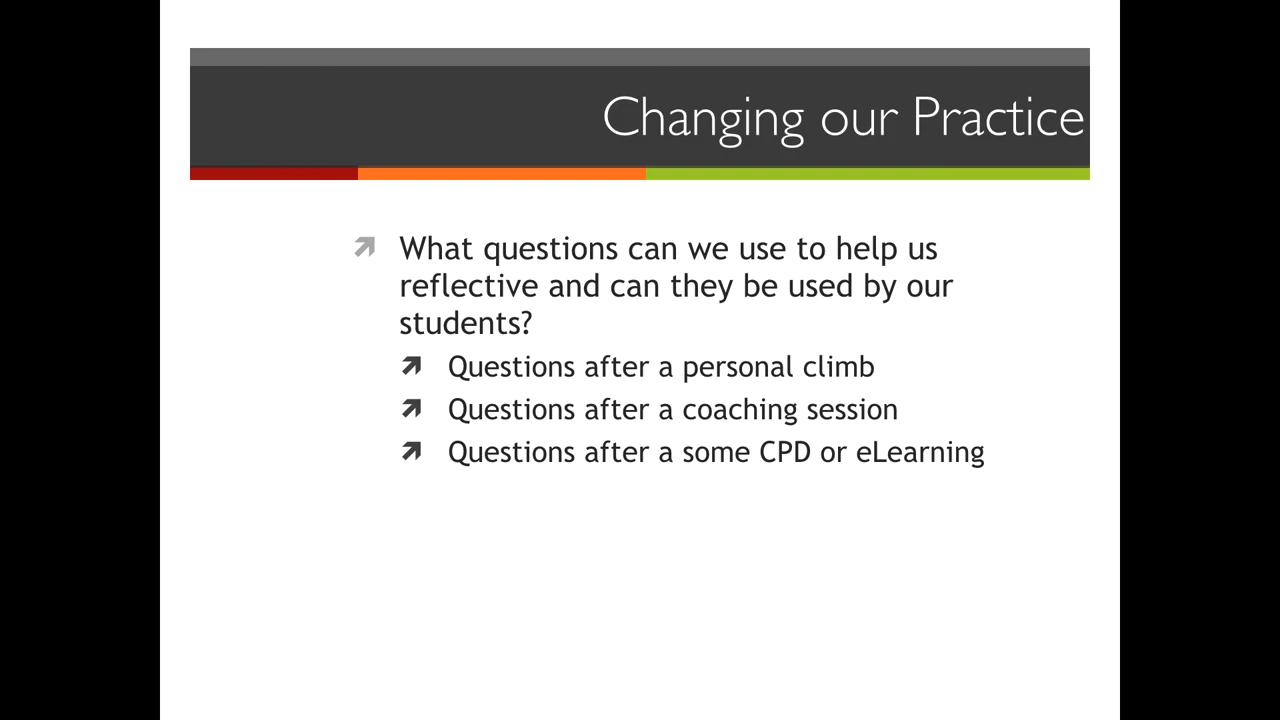 Changing our Practice
What questions can we use to help us
reflective and can they be used by our
students?
Questions after a personal climb
Questions after a coaching session
Questions after a some CPD or eLearning